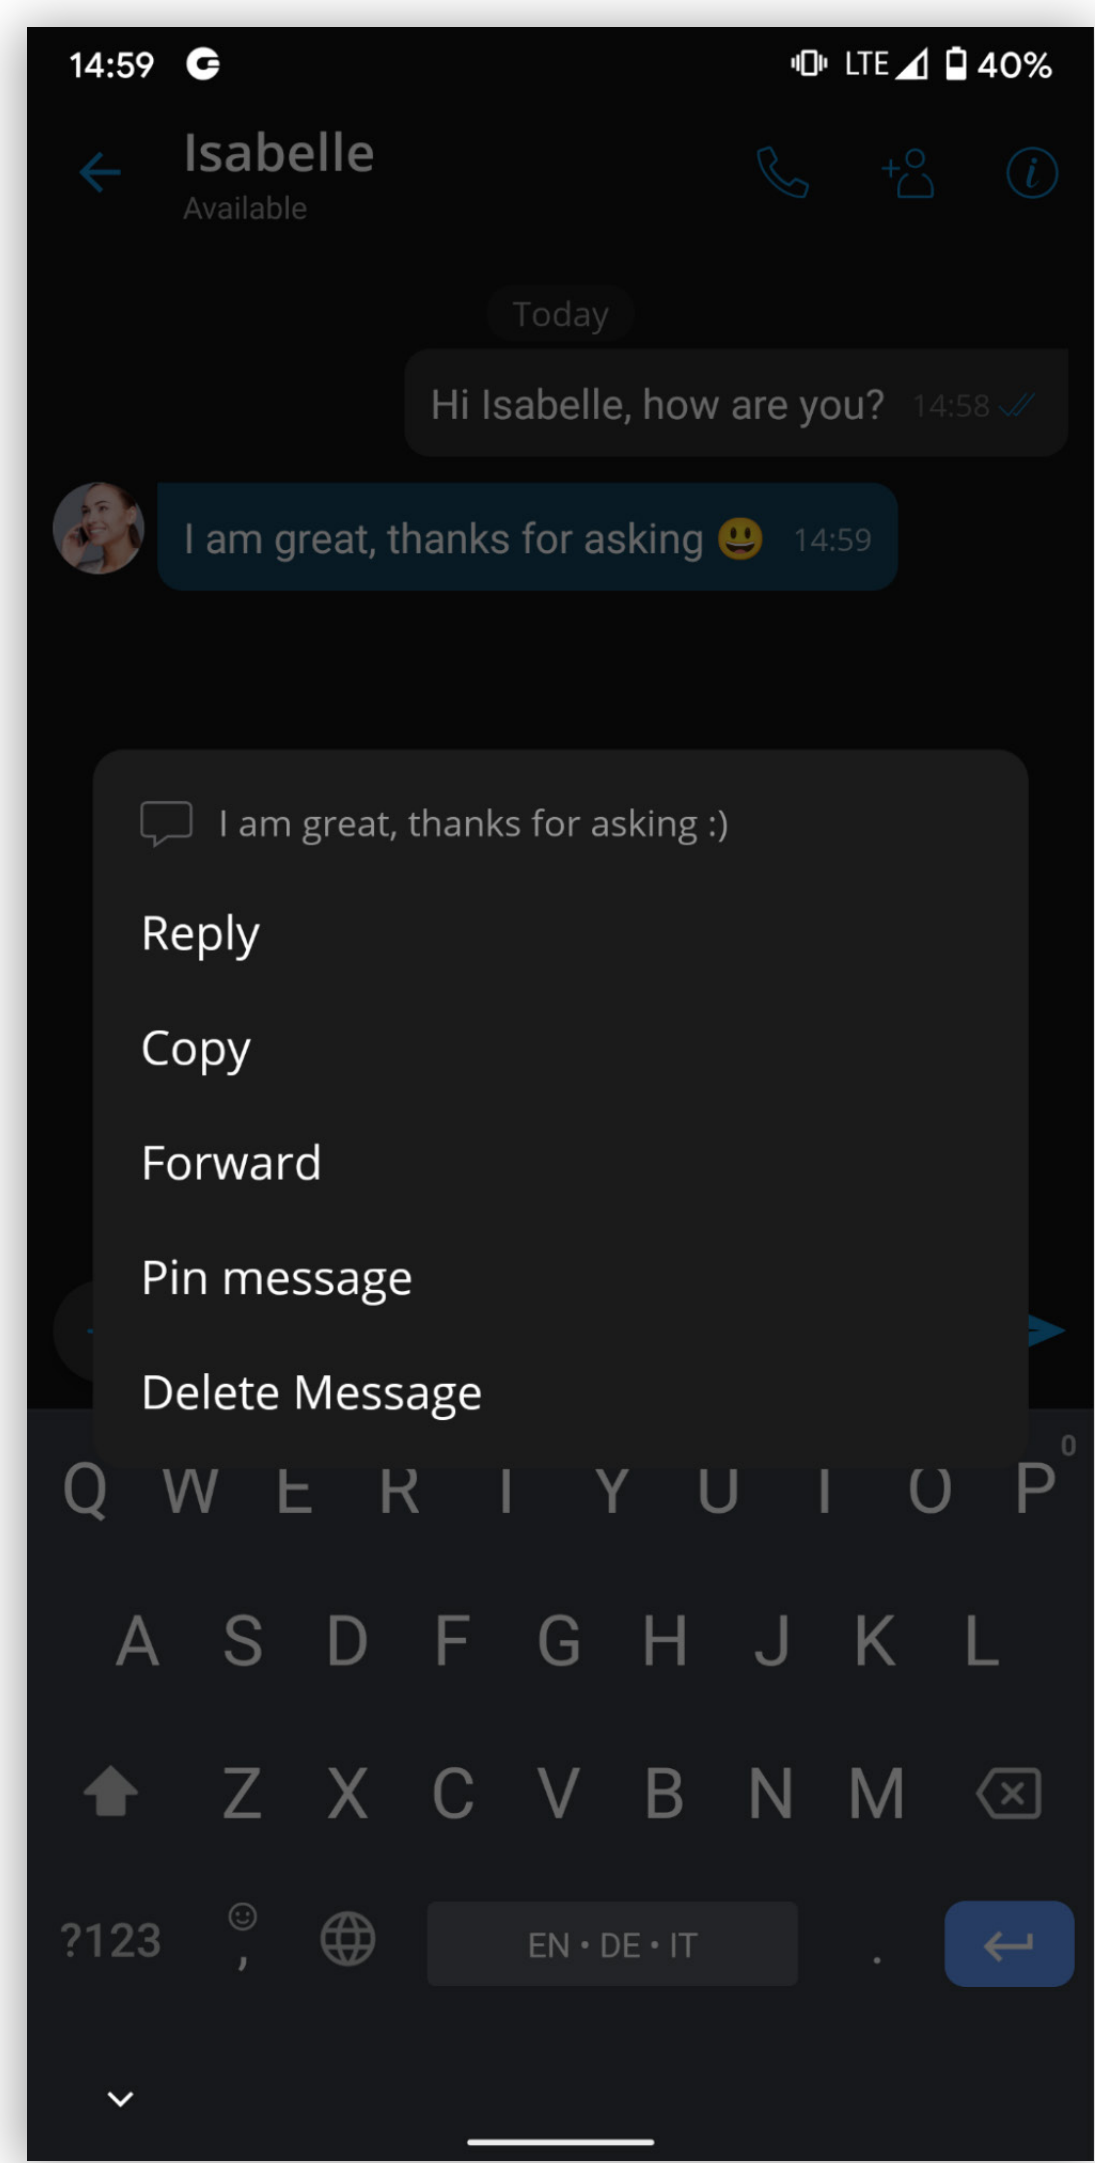 14:59 LTE 40%
Isabelle
Available
Today
Hi Isabelle, how are you? 14:58
I am great, thanks for asking 😃 14:59
I am great, thanks for asking :)
Reply
Copy
Forward
Pin message
Delete Message
0
Q W E R T Y U I O P
A S D F G H J K L
Z X C V B N M
?123 , EN • DE • IT .